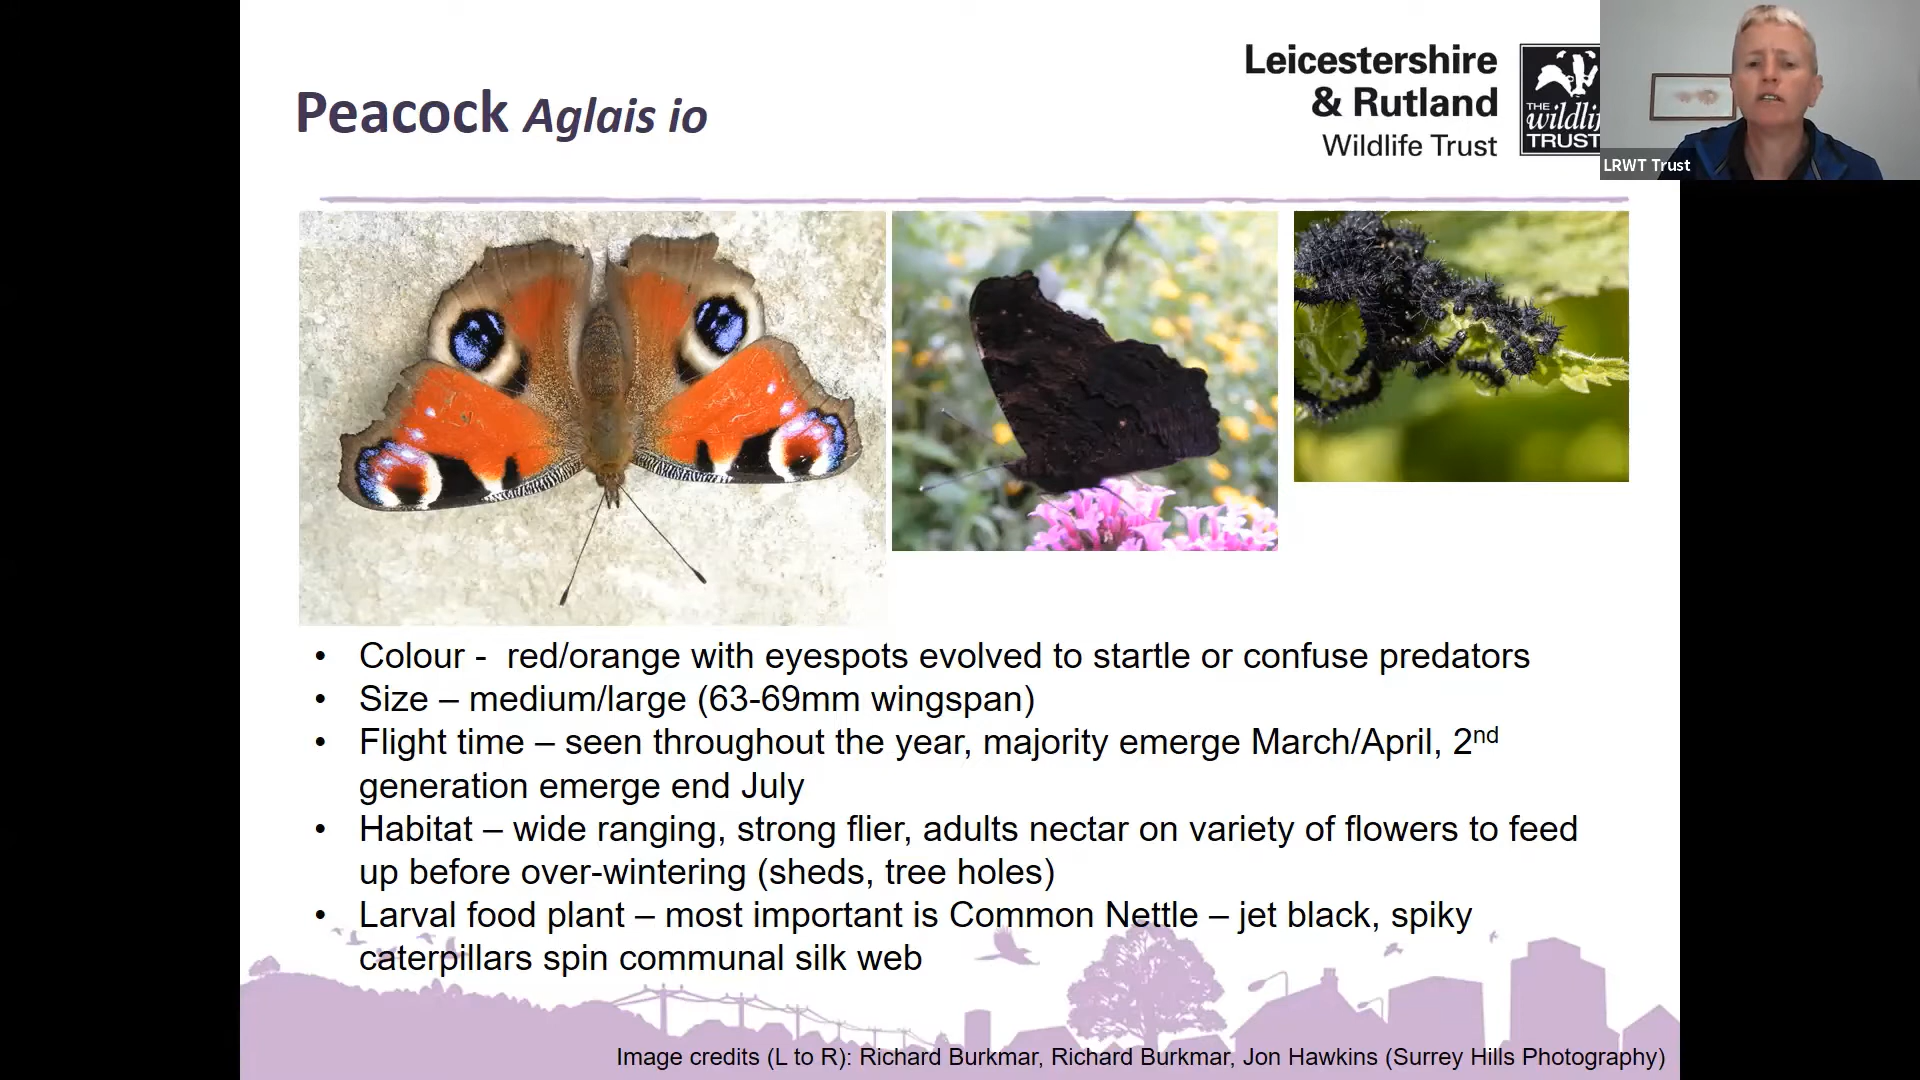 Peacock Aglais io
Leicestershire
& Rutland
Wildlife Trust
THE
wildli
TRUST
LRWT Trust
• Colour -  red/orange with eyespots evolved to startle or confuse predators
• Size – medium/large (63-69mm wingspan)
• Flight time – seen throughout the year, majority emerge March/April, 2nd
generation emerge end July
• Habitat – wide ranging, strong flier, adults nectar on variety of flowers to feed
up before over-wintering (sheds, tree holes)
• Larval food plant – most important is Common Nettle – jet black, spiky
caterpillars spin communal silk web
Image credits (L to R): Richard Burkmar, Richard Burkmar, Jon Hawkins (Surrey Hills Photography)